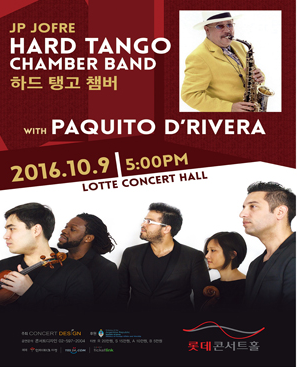 JP JOFRE
HARD TANGO
CHAMBER BAND
하드 탱고 챔버
WITH PAQUITO D'RIVERA
2016.10.9 5:00PM
LOTTE CONCERT HALL
CONCERT DESIGN
롯데콘서트홀